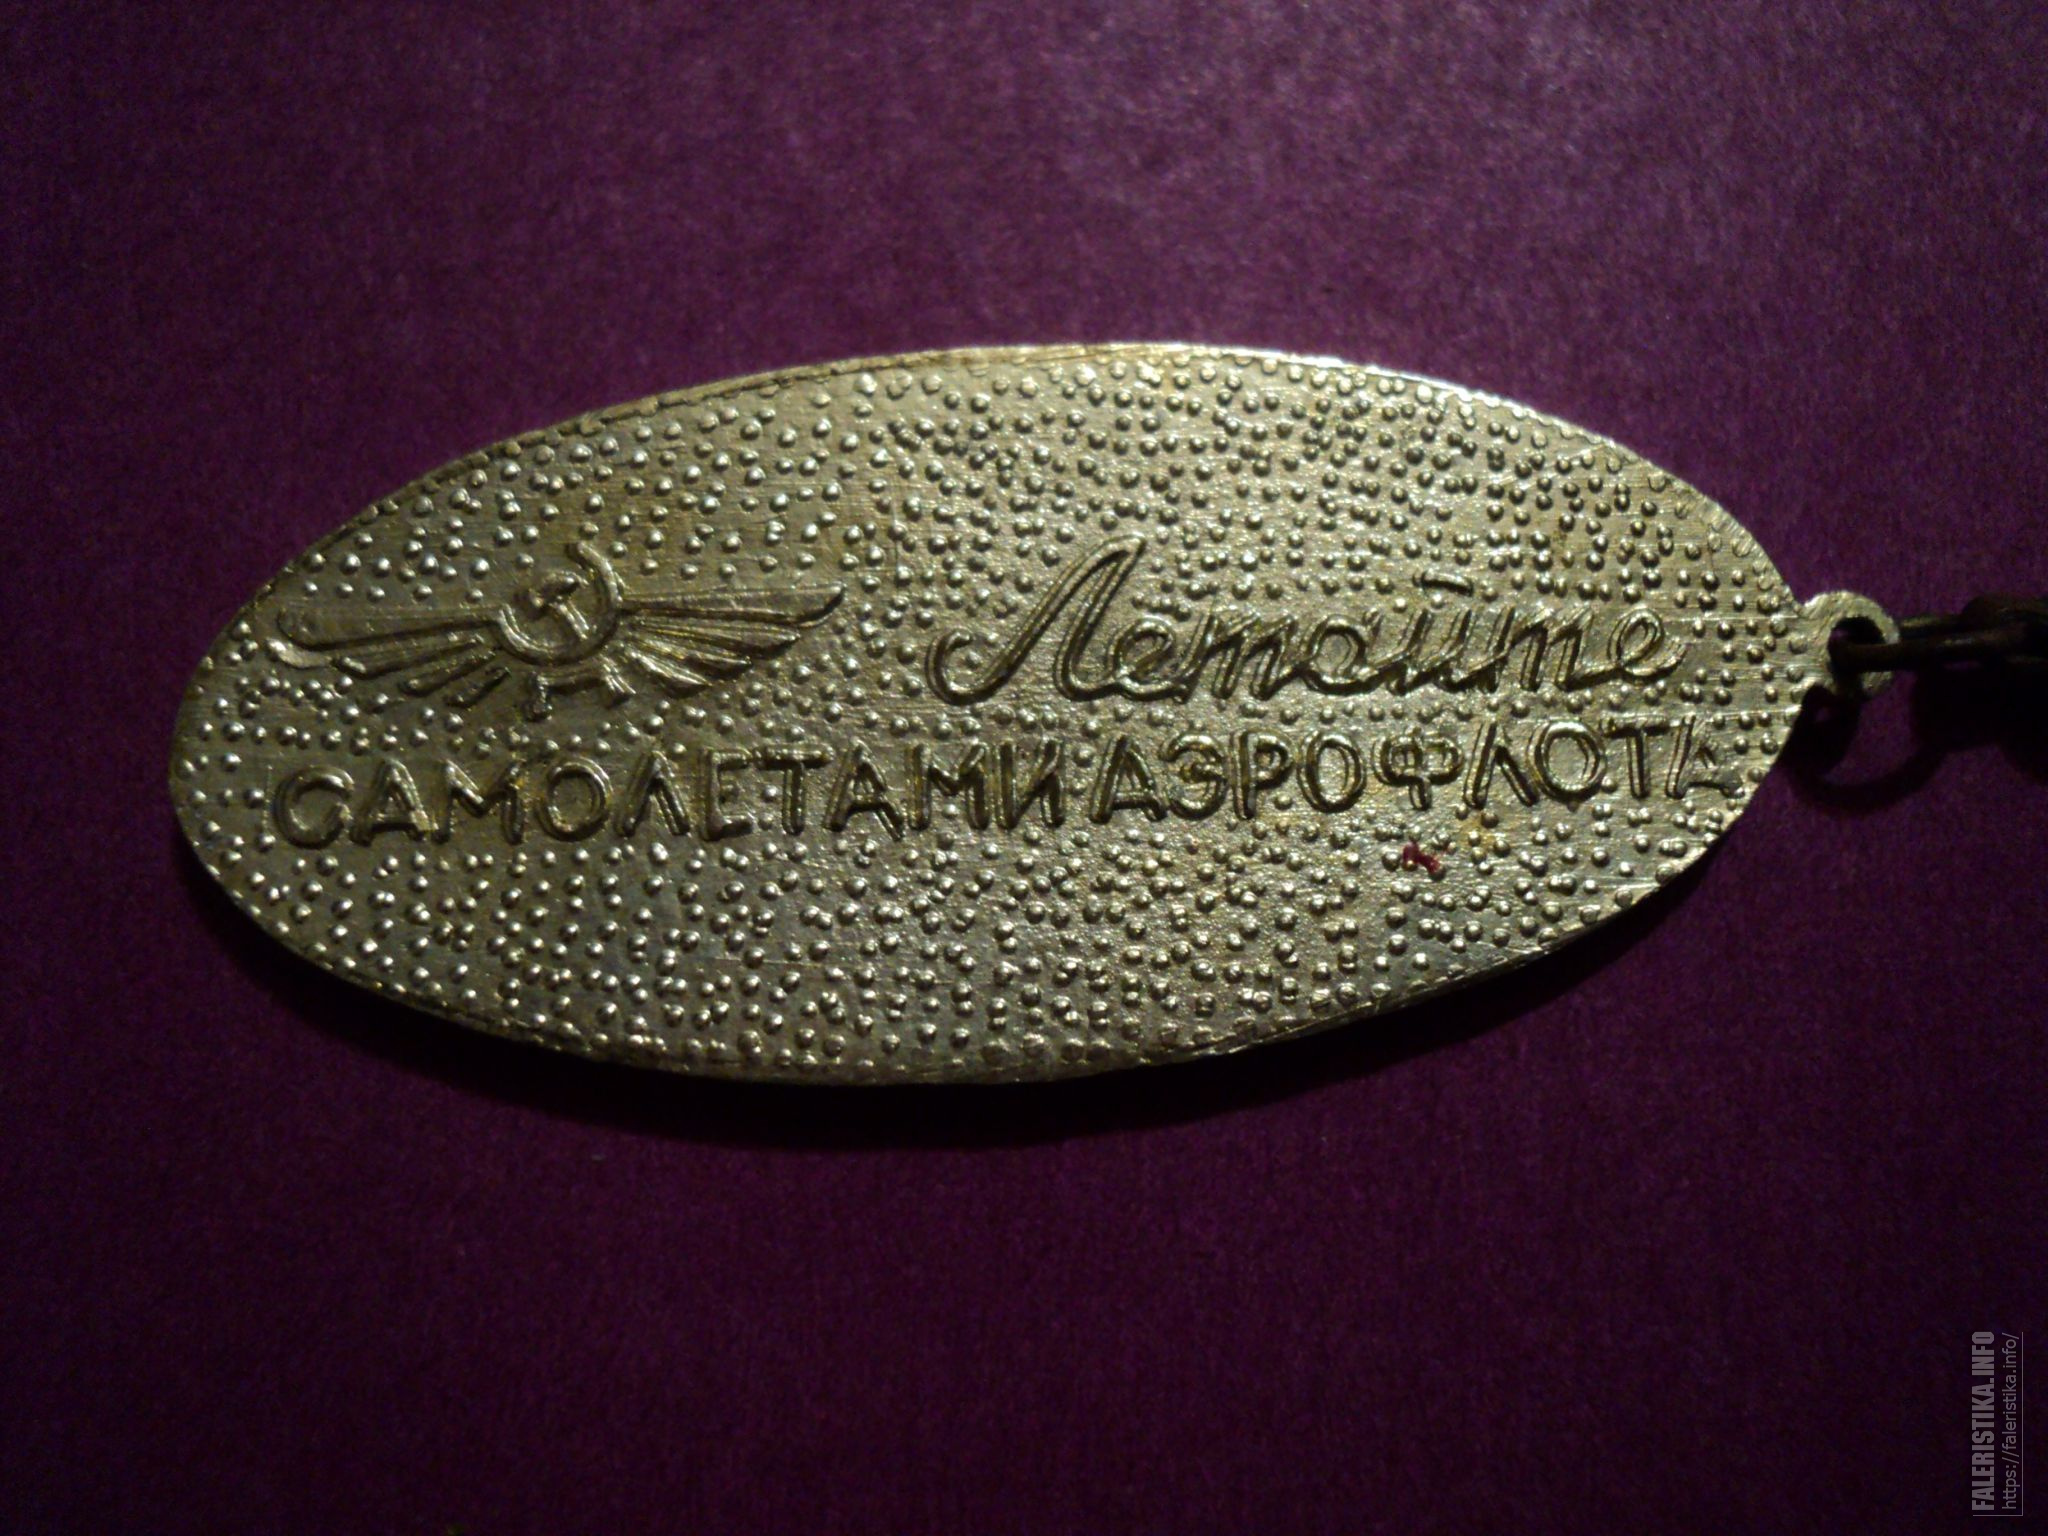 Летайте
САМОЛЕТАМИ АЭРОФЛОТА
FALERISTIKA.INFO
https://faleristika.info/